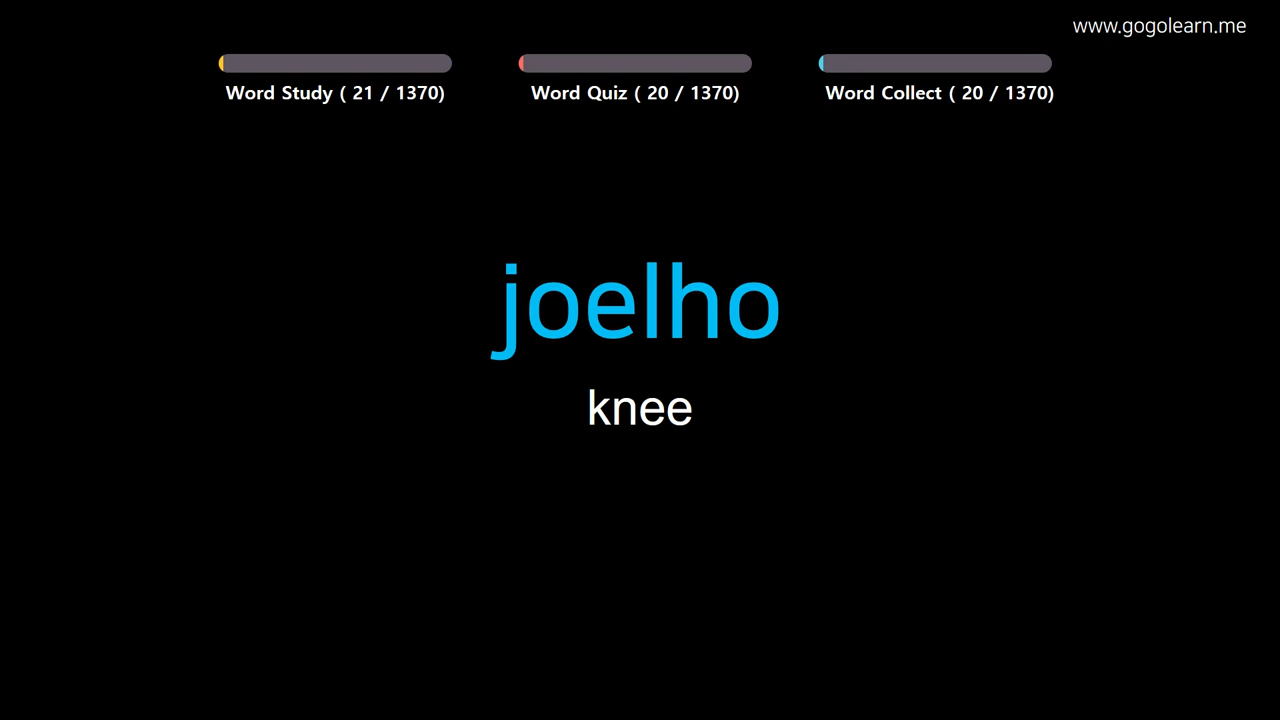 www.gogolearn.me
Word Study ( 21 / 1370)
Word Quiz ( 20 / 1370)
Word Collect ( 20 / 1370)
joelho
knee